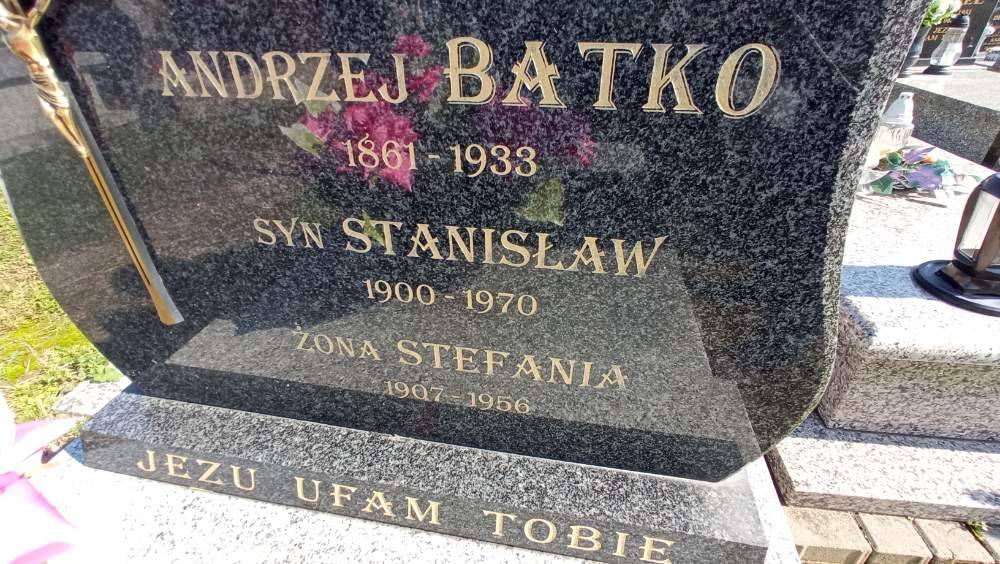 ANDRZEJ BATKO
1861 - 1933
SYN STANISŁAW
1900 - 1970
ŻONA STEFANIA
1907 - 1956
JEZU UFAM TOBIE